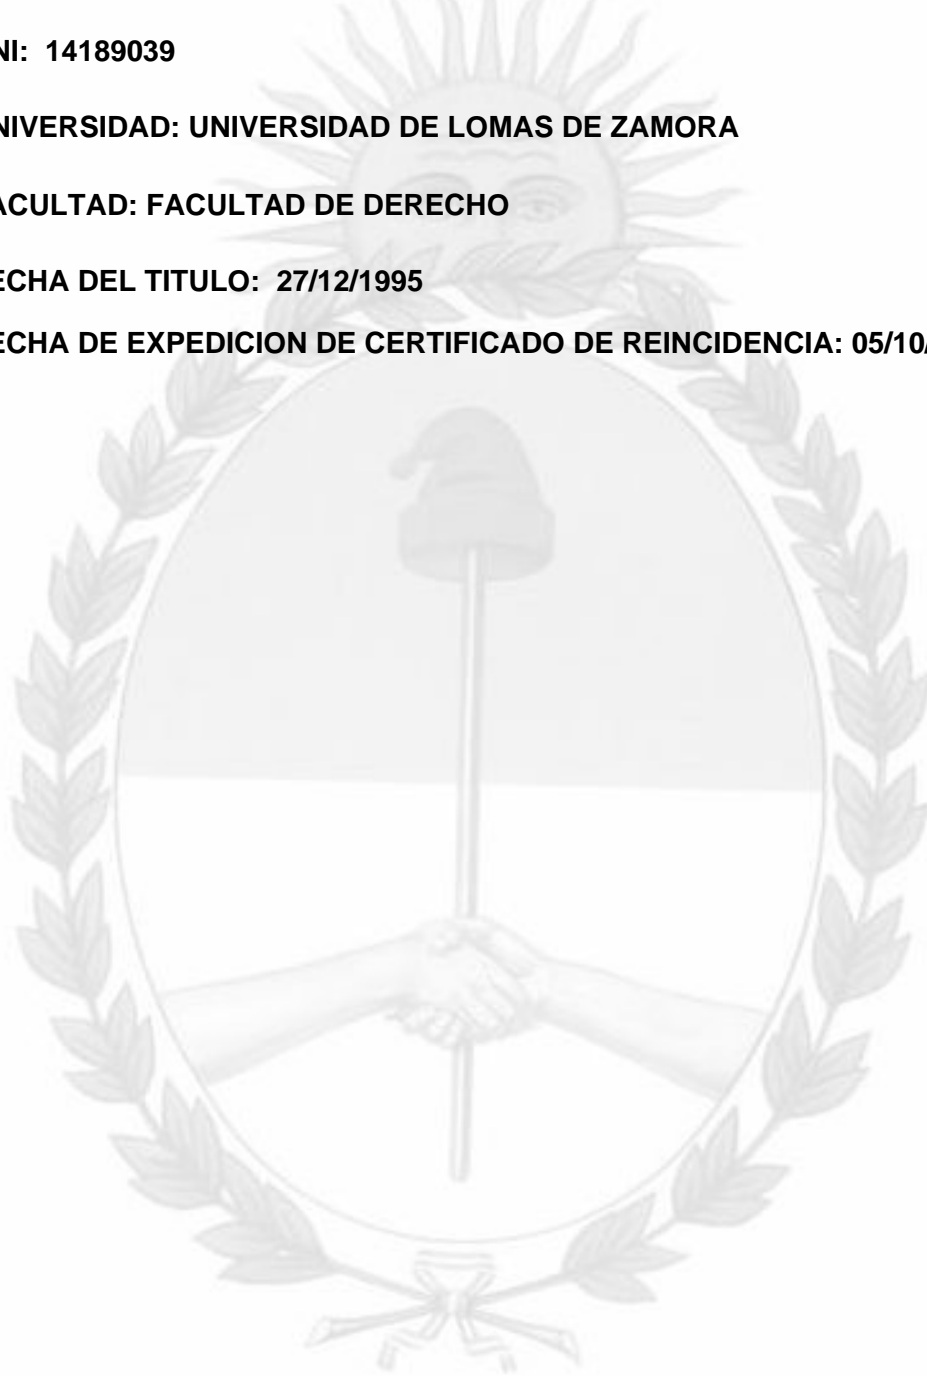 NI: 14189039
NIVERSIDAD: UNIVERSIDAD DE LOMAS DE ZAMORA
ACULTAD: FACULTAD DE DERECHO
ECHA DEL TITULO: 27/12/1995
ECHA DE EXPEDICION DE CERTIFICADO DE REINCIDENCIA: 05/10/